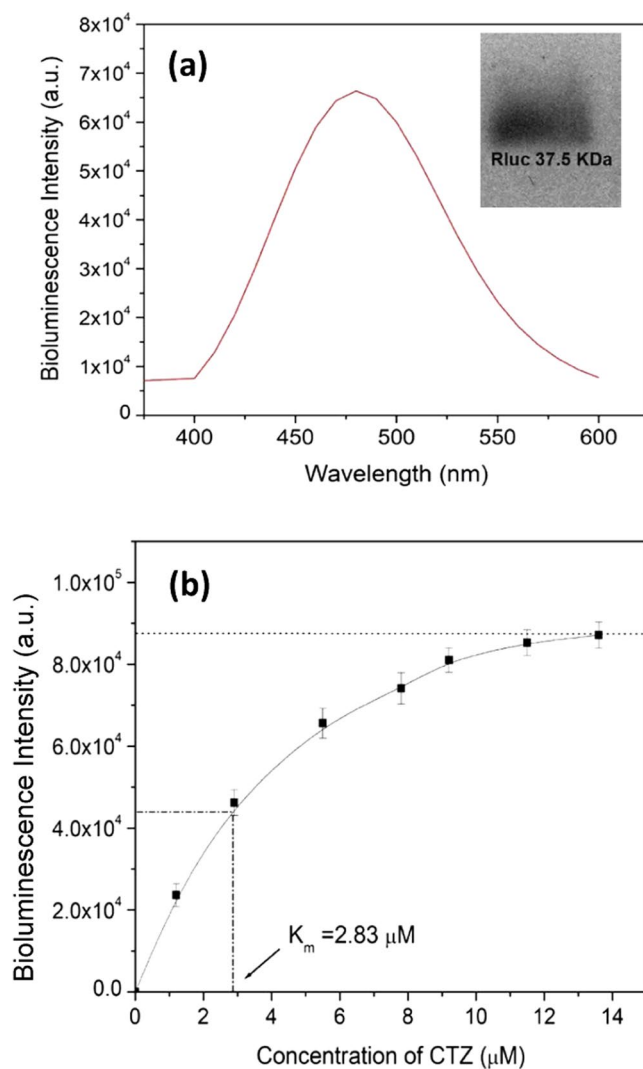 (a)
Rluc 37.5 KDa
Bioluminescence Intensity (a.u.)
8x10⁴
7x10⁴
6x10⁴
5x10⁴
4x10⁴
3x10⁴
2x10⁴
1x10⁴
0
400 450 500 550 600
Wavelength (nm)
(b)
Bioluminescence Intensity (a.u.)
1.0x10⁵
8.0x10⁴
6.0x10⁴
4.0x10⁴
2.0x10⁴
0.0
Kₘ =2.83 μM
0 2 4 6 8 10 12 14
Concentration of CTZ (μM)